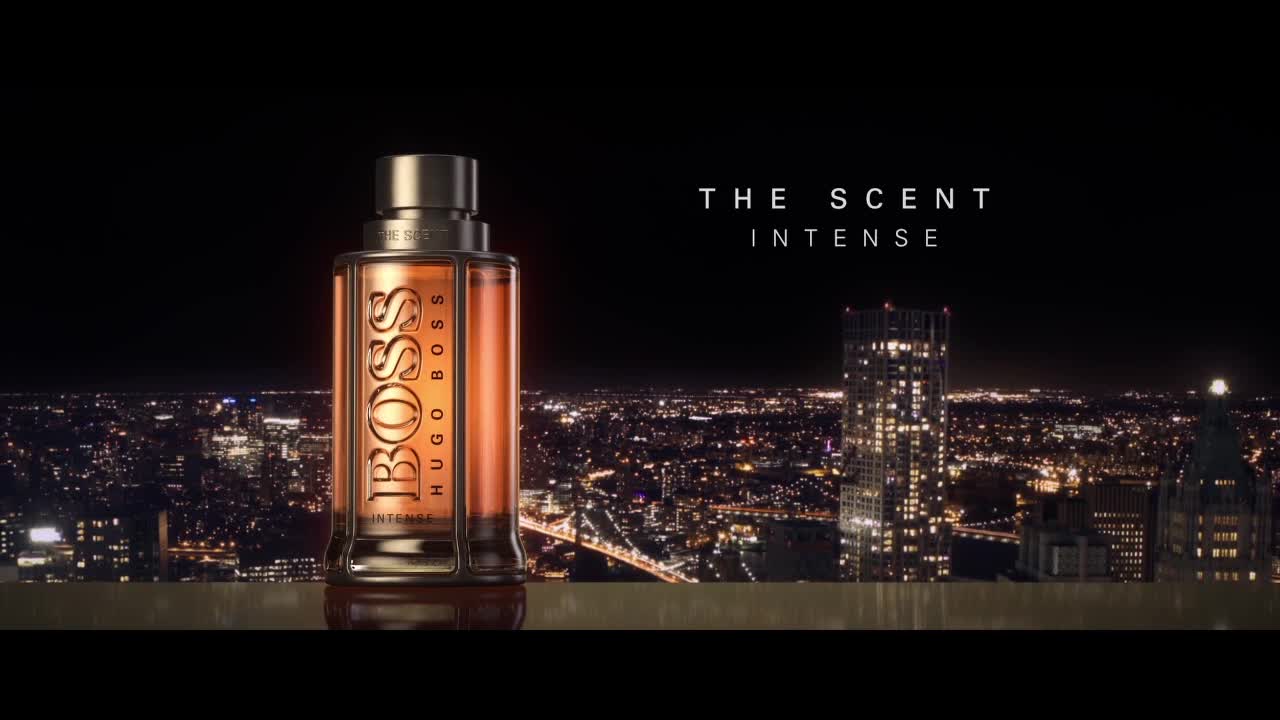 THE SCENT
INTENSE
THE SCENT
BOSS
HUGO BOSS
INTENSE